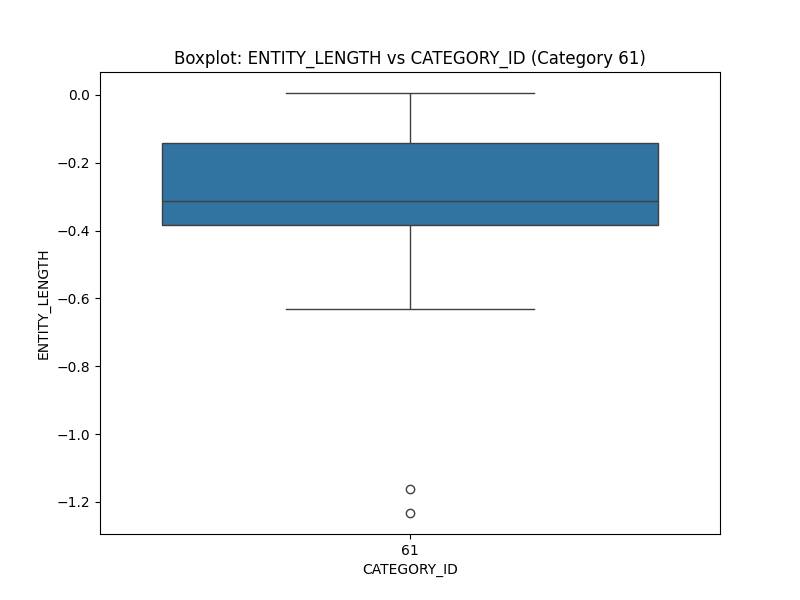 Boxplot: ENTITY_LENGTH vs CATEGORY_ID (Category 61)
0.0
−0.2
−0.4
−0.6
−0.8
−1.0
−1.2
ENTITY_LENGTH
61
CATEGORY_ID